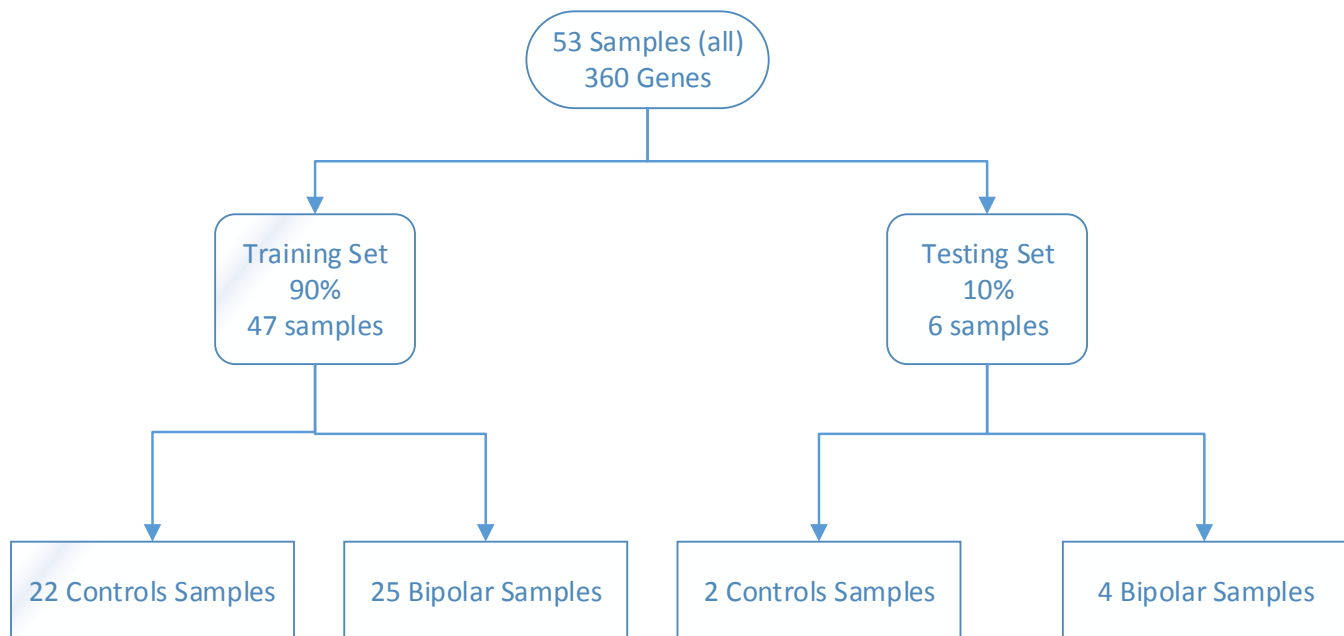 53 Samples (all)
360 Genes
Training Set
90%
47 samples
Testing Set
10%
6 samples
22 Controls Samples
25 Bipolar Samples
2 Controls Samples
4 Bipolar Samples